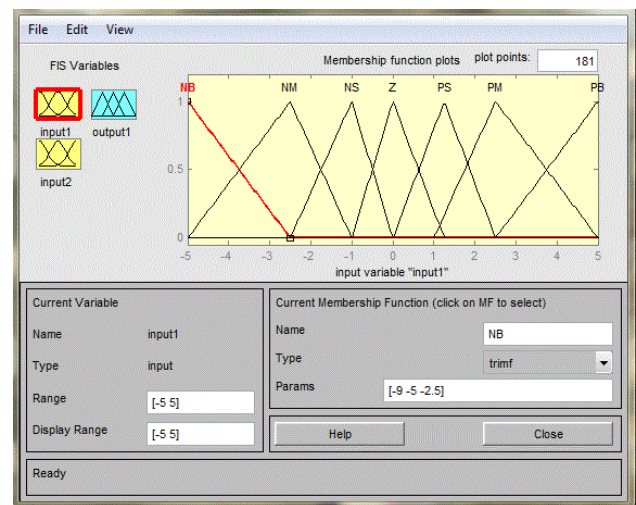 File Edit View
FIS Variables
Membership function plots plot points: 181
NB NM NS Z PS PM PB
1
input1 output1
0.5
input2
0
-5 -4 -3 -2 -1 0 1 2 3 4 5
input variable "input1"
Current Variable
Name input1
Type input
Range [-5 5]
Display Range [-5 5]
Current Membership Function (click on MF to select)
Name NB
Type trimf
Params [-9 -5 -2.5]
Help Close
Ready